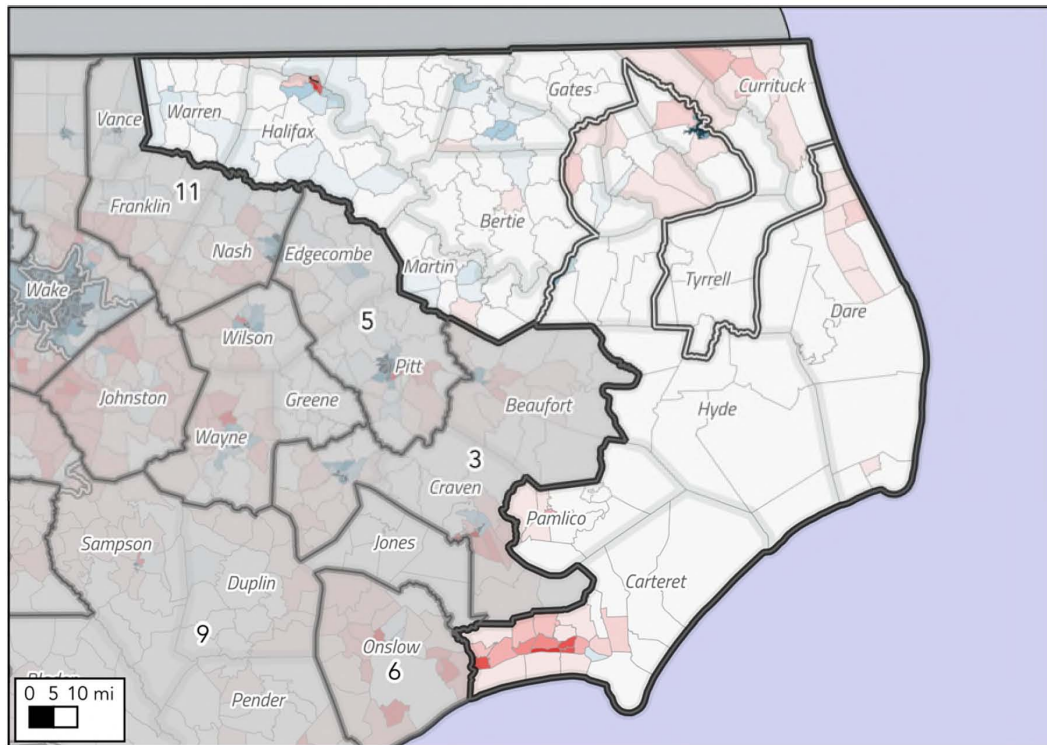 Currituck
Gates
Warren
Vance
Halifax
11
Franklin
Bertie
Nash
Edgecombe
Martin
Tyrrell
Wake
Dare
5
Wilson
Pitt
Johnston
Greene
Beaufort
Hyde
Wayne
3
Craven
Pamlico
Sampson
Jones
Duplin
Carteret
9
Onslow
6
Pender
0 5 10 mi